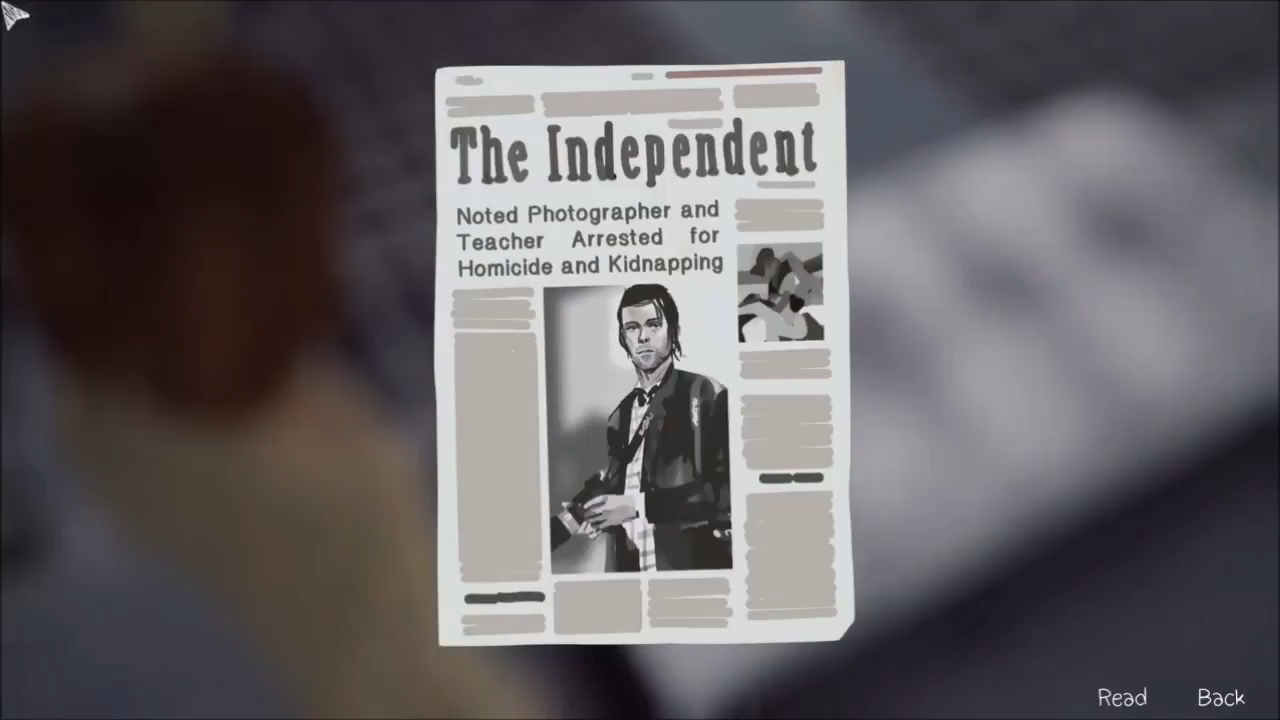 The Independent
Noted Photographer and
Teacher Arrested for
Homicide and Kidnapping
Read Back